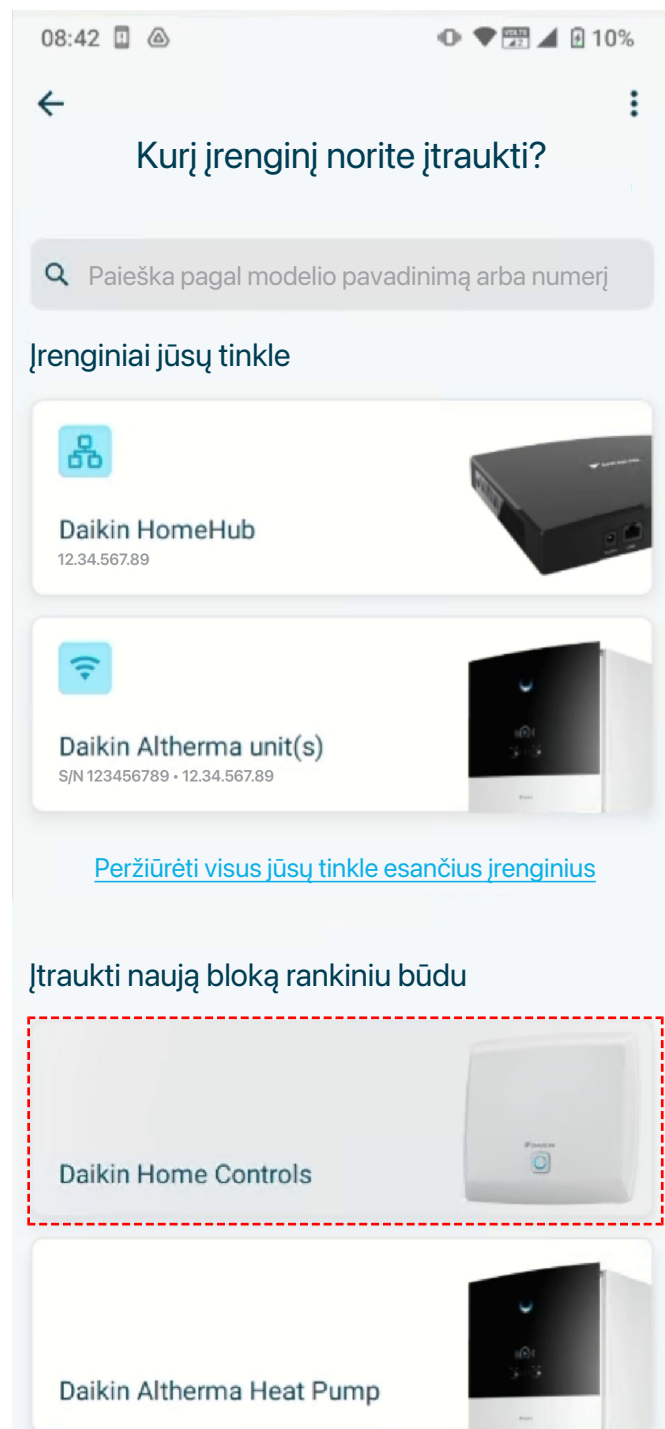 08:42
10%
Kurį įrenginį norite įtraukti?
Paieška pagal modelio pavadinimą arba numerį
Įrenginiai jūsų tinkle
Daikin HomeHub
12.34.567.89
Daikin Altherma unit(s)
S/N 123456789 • 12.34.567.89
Peržiūrėti visus jūsų tinkle esančius įrenginius
Įtraukti naują bloką rankiniu būdu
DAIKIN
Daikin Home Controls
Daikin Altherma Heat Pump